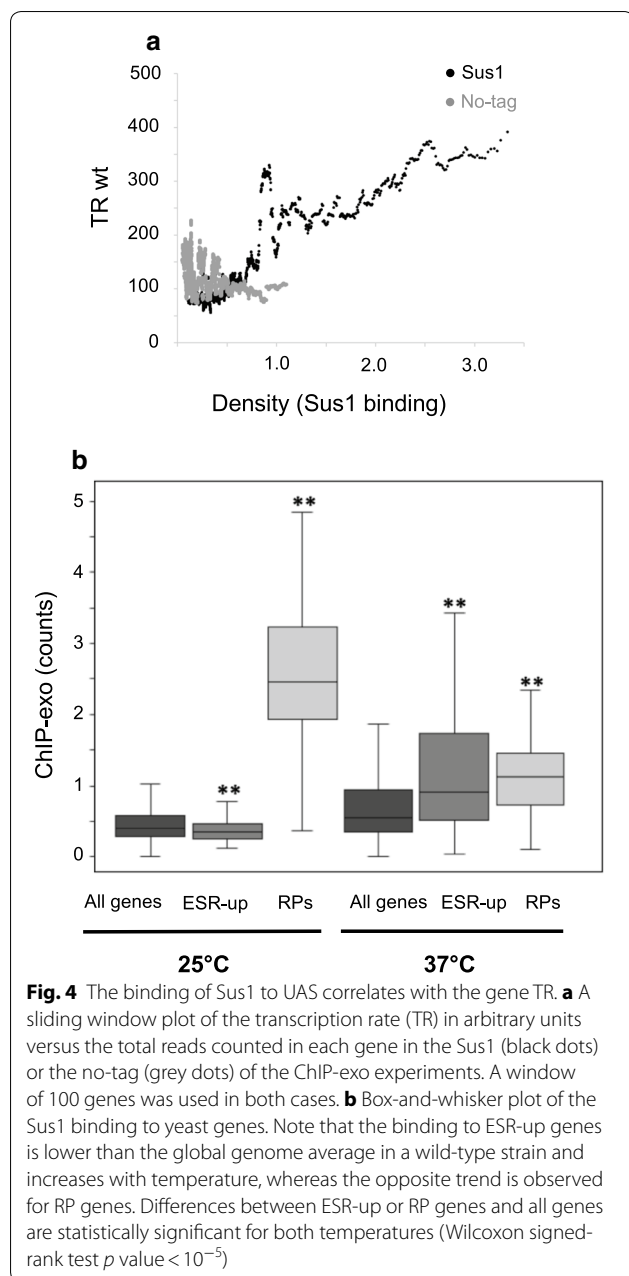 a
500
400
300
200
100
0
TR wt
Sus1
No-tag
1.0 2.0 3.0
Density (Sus1 binding)
b
5
4
3
2
1
0
ChIP-exo (counts)
**
**
**
**
All genes ESR-up RPs All genes ESR-up RPs
25°C 37°C
Fig. 4 The binding of Sus1 to UAS correlates with the gene TR. a A
sliding window plot of the transcription rate (TR) in arbitrary units
versus the total reads counted in each gene in the Sus1 (black dots)
or the no-tag (grey dots) of the ChIP-exo experiments. A window
of 100 genes was used in both cases. b Box-and-whisker plot of the
Sus1 binding to yeast genes. Note that the binding to ESR-up genes
is lower than the global genome average in a wild-type strain and
increases with temperature, whereas the opposite trend is observed
for RP genes. Differences between ESR-up or RP genes and all genes
are statistically significant for both temperatures (Wilcoxon signed-
rank test p value < 10⁻⁵)